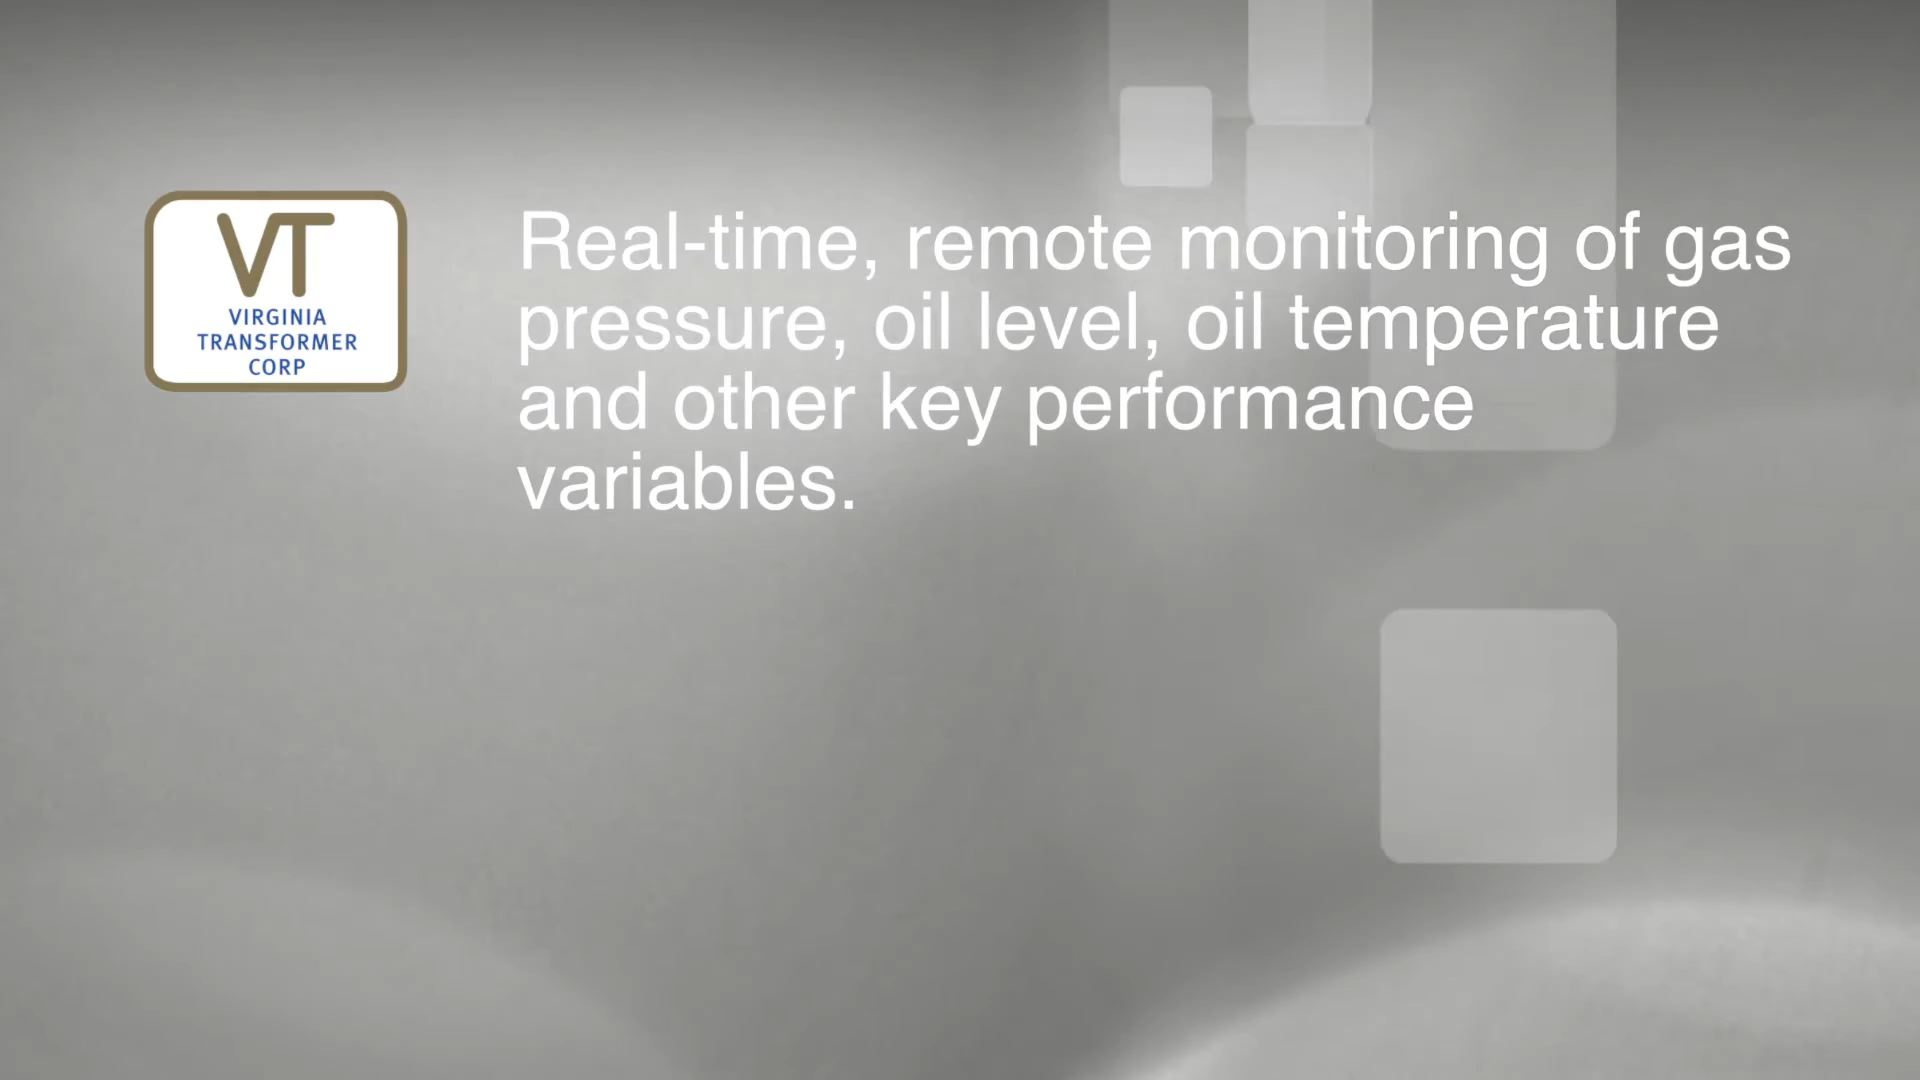 VT
VIRGINIA
TRANSFORMER
CORP
Real-time, remote monitoring of gas
pressure, oil level, oil temperature
and other key performance
variables.